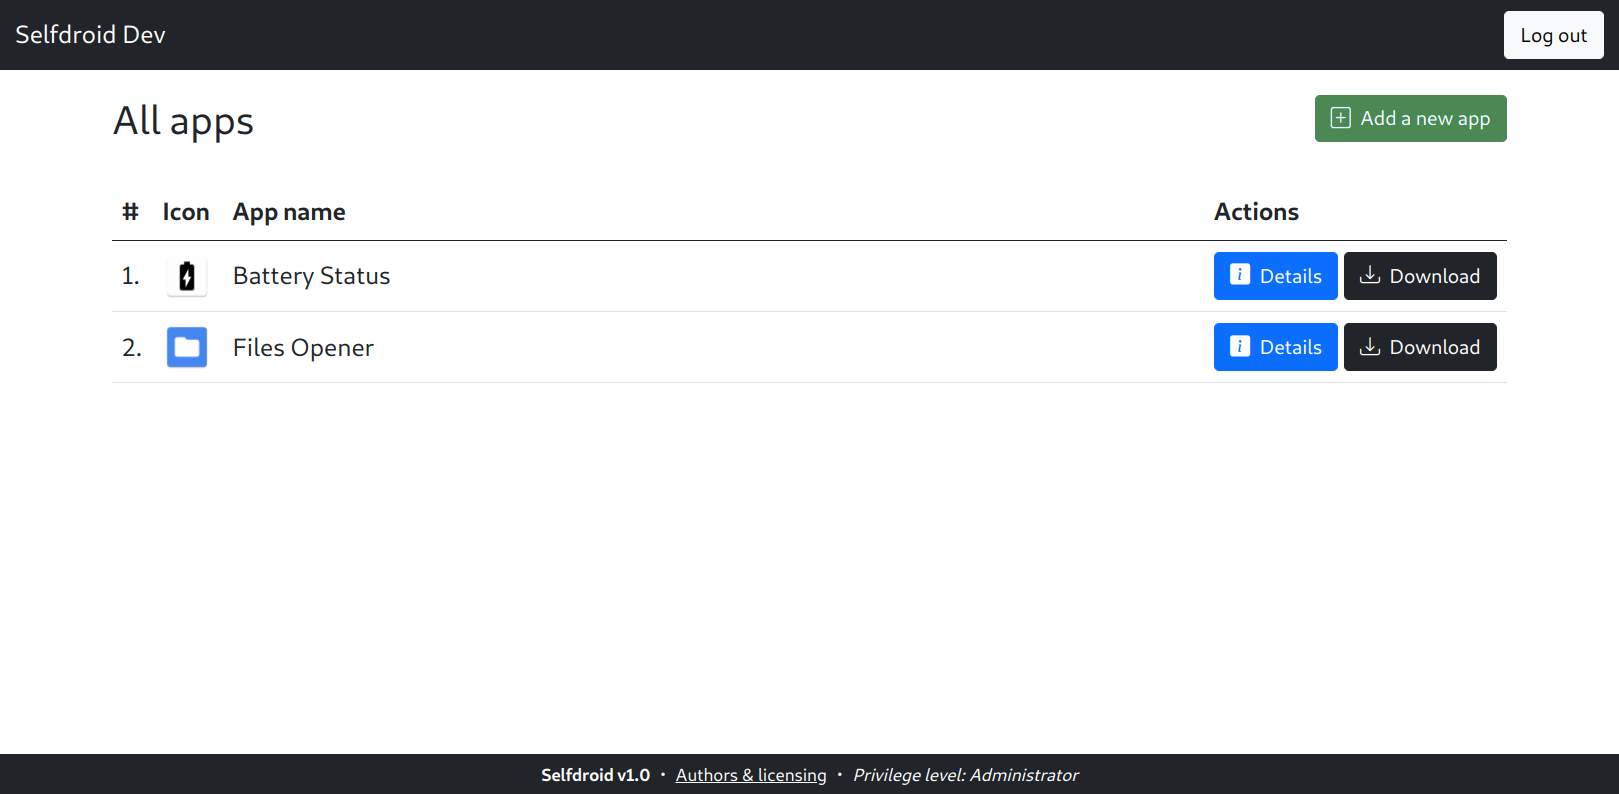 Selfdroid Dev
Log out
All apps
Add a new app
# Icon App name Actions
1. Battery Status Details Download
2. Files Opener Details Download
Selfdroid v1.0 · Authors & licensing · Privilege level: Administrator